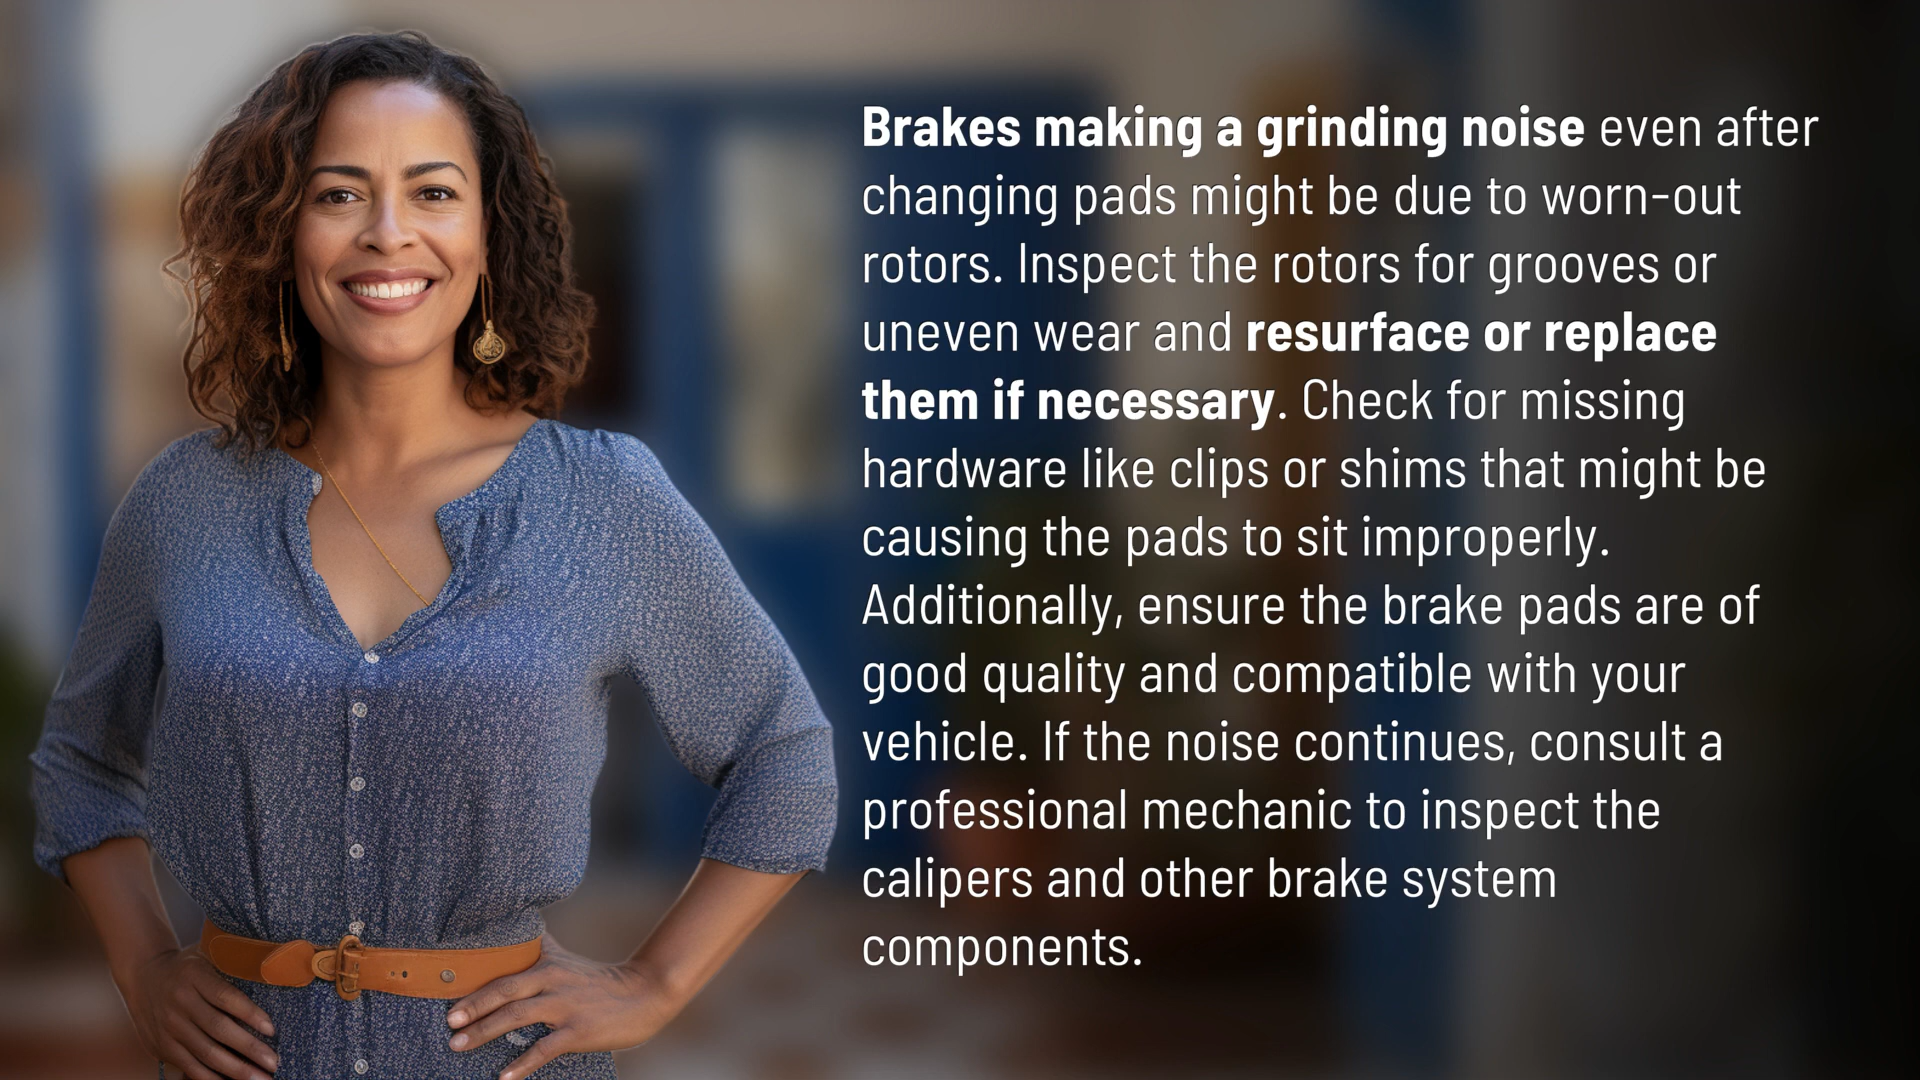 Brakes making a grinding noise even after
changing pads might be due to worn-out
rotors. Inspect the rotors for grooves or
uneven wear and resurface or replace
them if necessary. Check for missing
hardware like clips or shims that might be
causing the pads to sit improperly.
Additionally, ensure the brake pads are of
good quality and compatible with your
vehicle. If the noise continues, consult a
professional mechanic to inspect the
calipers and other brake system
components.